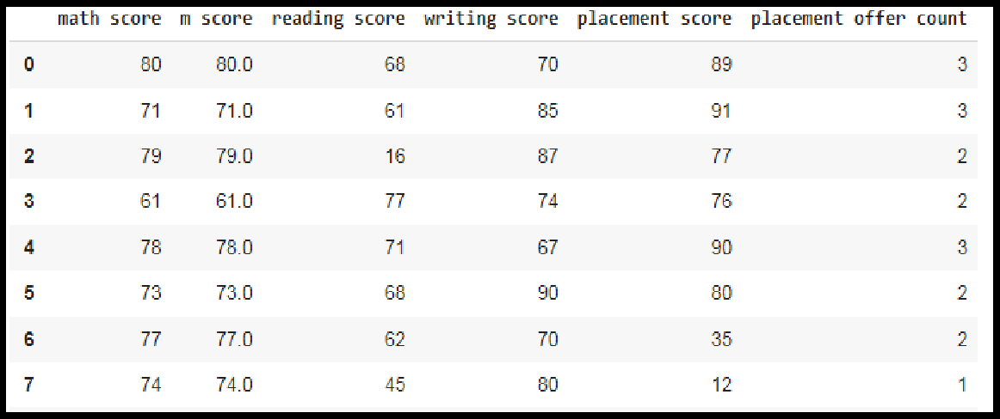 math score m score reading score writing score placement score placement offer count
0 80 80.0 68 70 89 3
1 71 71.0 61 85 91 3
2 79 79.0 16 87 77 2
3 61 61.0 77 74 76 2
4 78 78.0 71 67 90 3
5 73 73.0 68 90 80 2
6 77 77.0 62 70 35 2
7 74 74.0 45 80 12 1